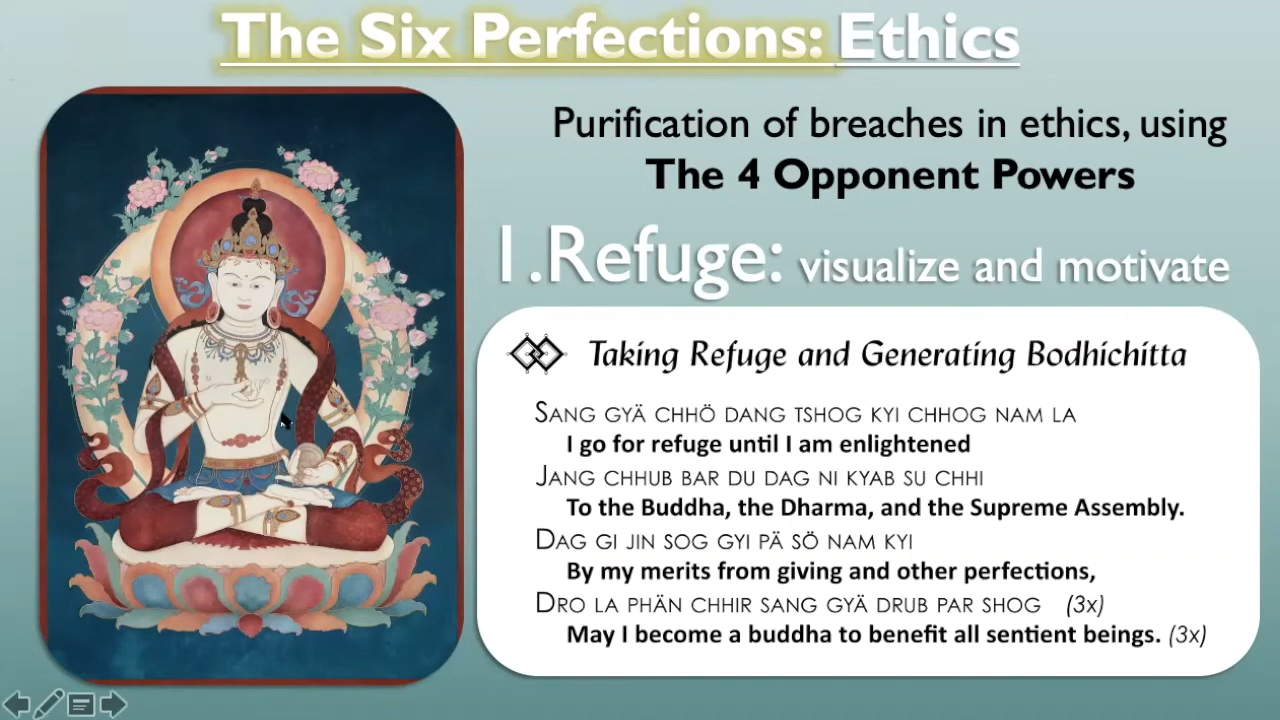 The Six Perfections: Ethics
Purification of breaches in ethics, using
The 4 Opponent Powers
1.Refuge: visualize and motivate
Taking Refuge and Generating Bodhichitta
SANG GYÄ CHHÖ DANG TSHOG KYI CHHOG NAM LA
I go for refuge until I am enlightened
JANG CHHUB BAR DU DAG NI KYAB SU CHHI
To the Buddha, the Dharma, and the Supreme Assembly.
DAG GI JIN SOG GYI PÄ SÖ NAM KYI
By my merits from giving and other perfections,
DRO LA PHÄN CHHIR SANG GYÄ DRUB PAR SHOG (3x)
May I become a buddha to benefit all sentient beings. (3x)